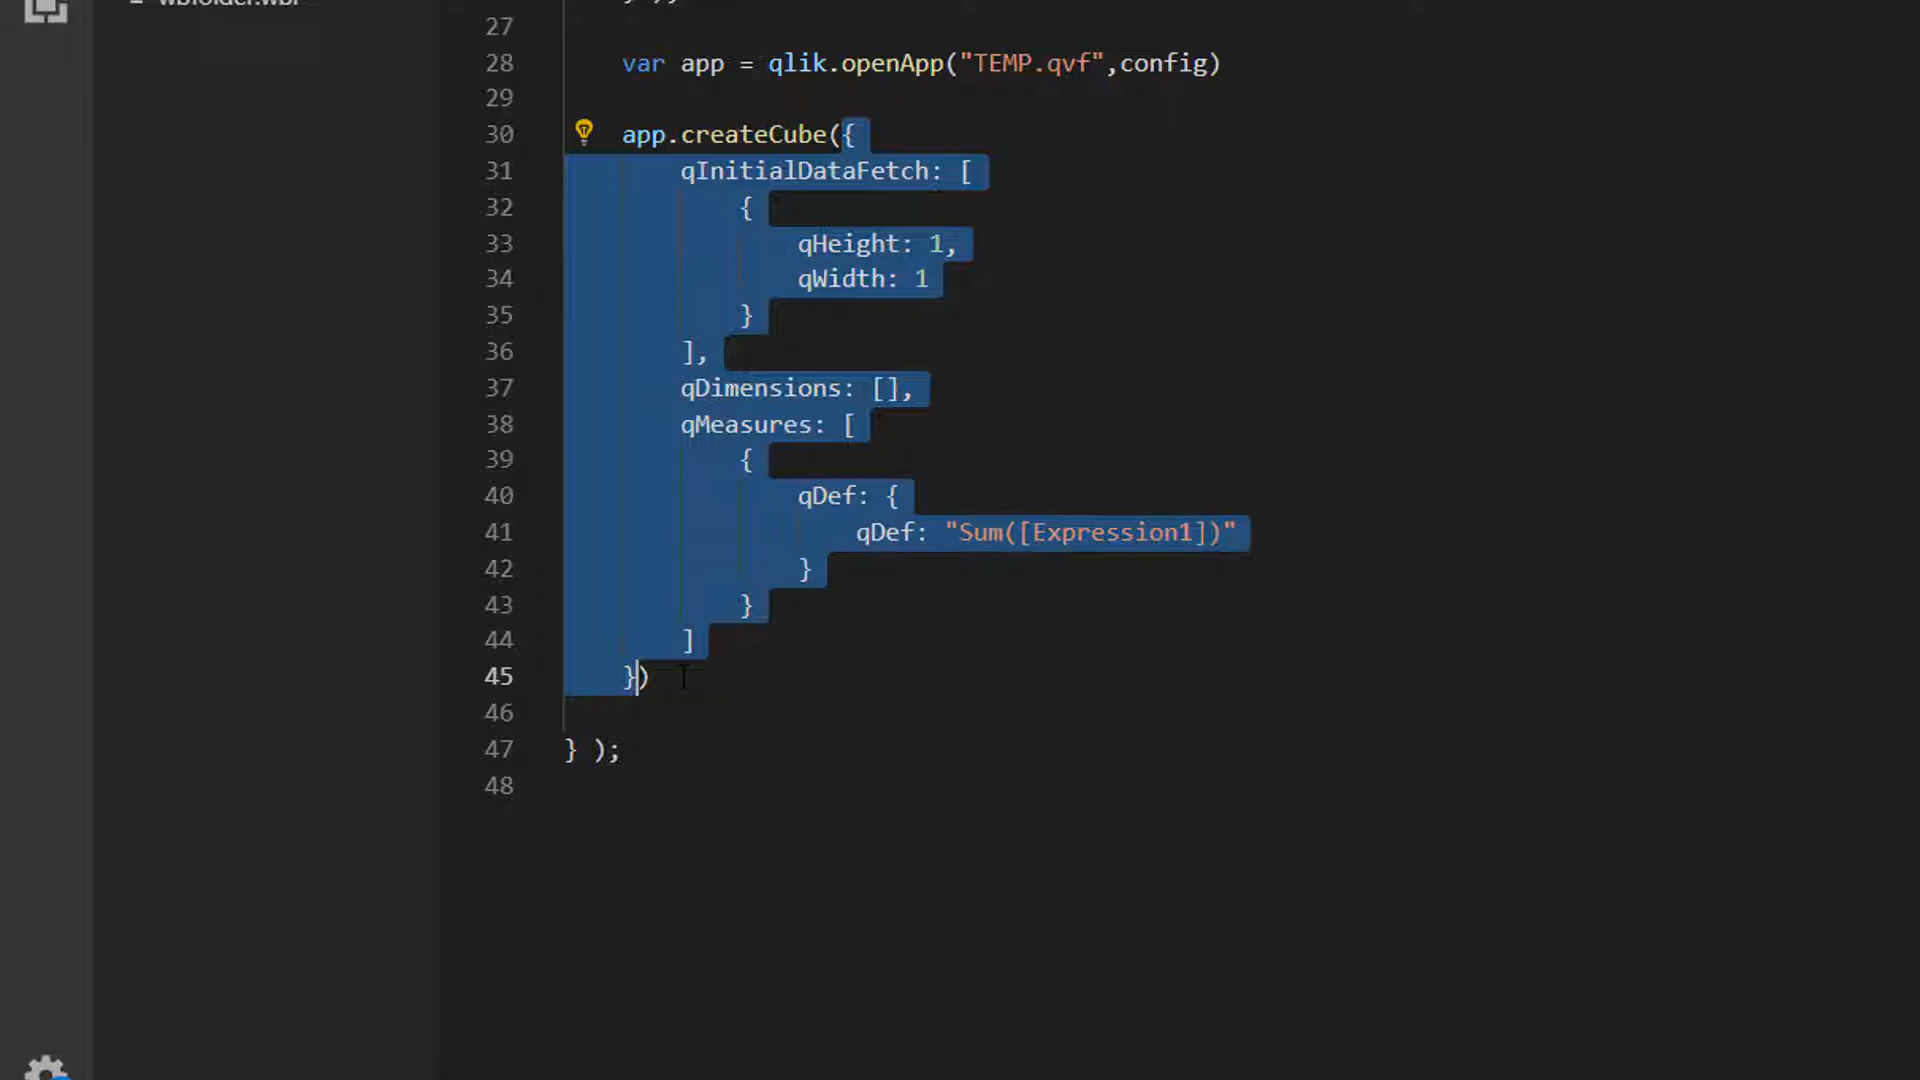 wbfolder.wbl
27
28 var app = qlik.openApp("TEMP.qvf",config)
29
30 app.createCube({
31 qInitialDataFetch: [
32 {
33 qHeight: 1,
34 qWidth: 1
35 }
36 ],
37 qDimensions: [],
38 qMeasures: [
39 {
40 qDef: {
41 qDef: "Sum([Expression1])"
42 }
43 }
44 ]
45 })
46
47 } );
48